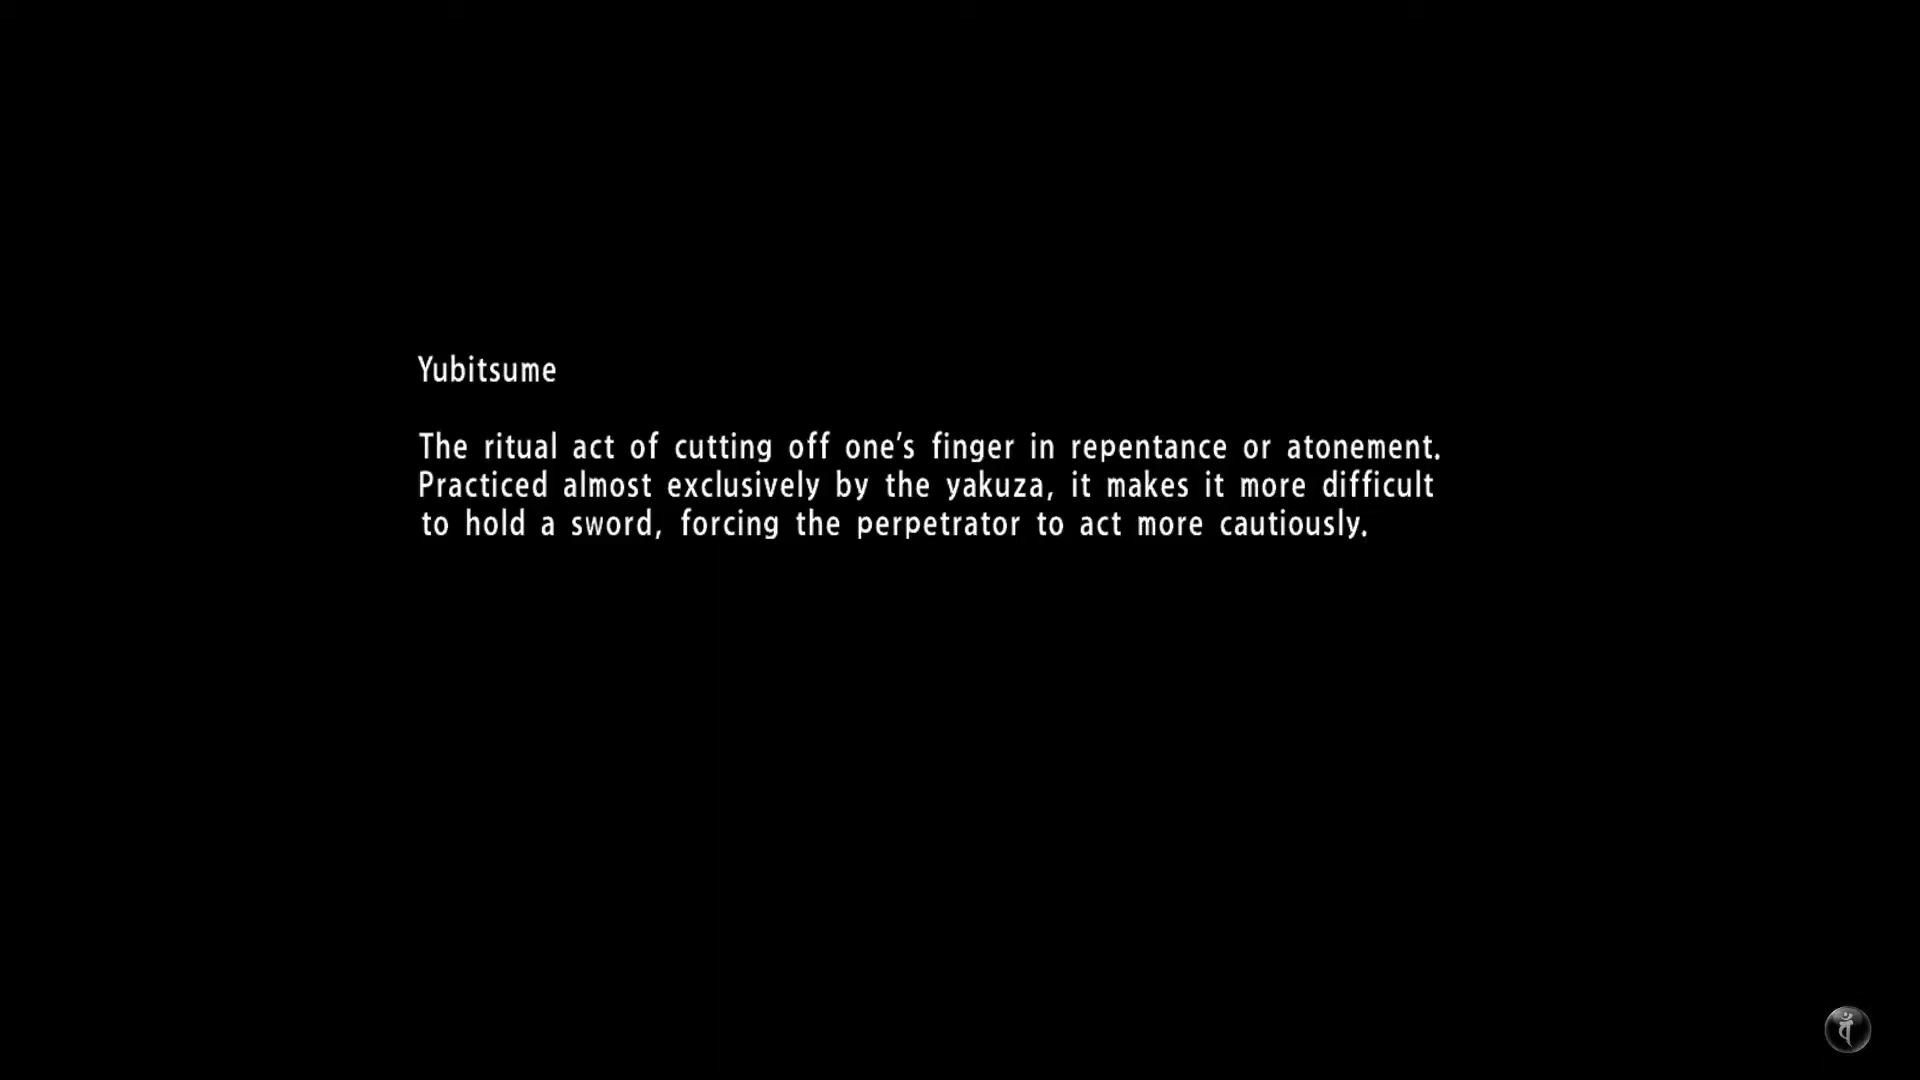 Yubitsume
The ritual act of cutting off one’s finger in repentance or atonement.
Practiced almost exclusively by the yakuza, it makes it more difficult
to hold a sword, forcing the perpetrator to act more cautiously.